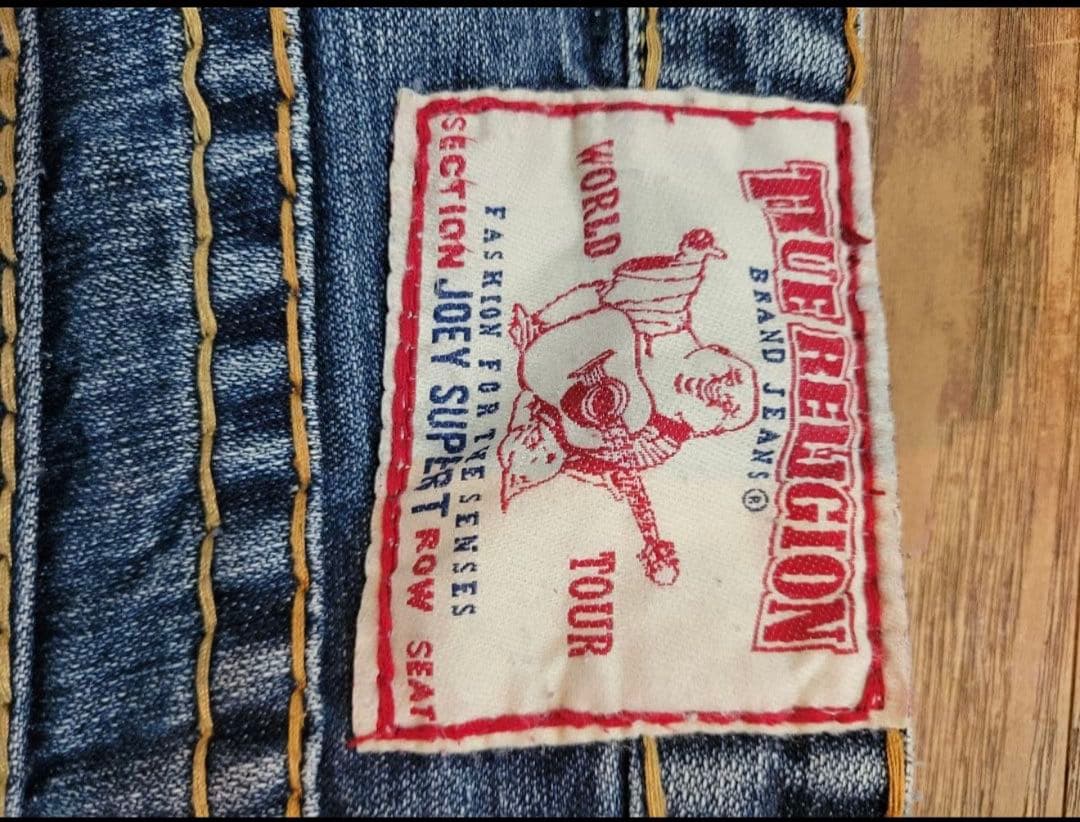 TRUE RELIGION
BRAND JEANS®
WORLD TOUR
FASHION FOR THE SENSES
SECTION JOEY SUPER T ROW SEAT